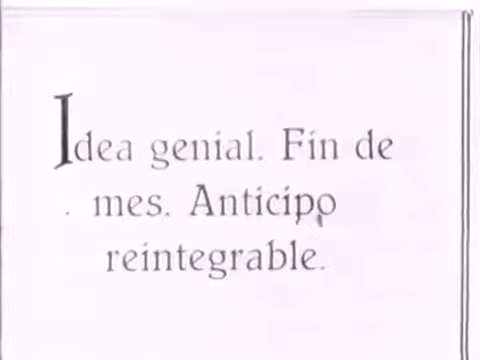 Idea genial. Fin de
mes. Anticipo
reintegrable.